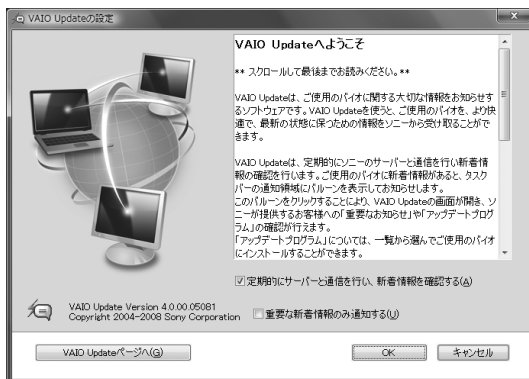 VAIO Updateの設定
VAIO Updateへようこそ
** スクロールして最後までお読みください。**
VAIO Updateは、ご使用のバイオに関する大切な情報をお知らせす
るソフトウェアです。VAIO Updateを使うと、ご使用のバイオを、より快
適で、最新の状態に保つための情報をソニーから受け取ることがで
きます。
VAIO Updateは、定期的にソニーのサーバーと通信を行い新着情
報の確認を行います。ご使用のバイオに新着情報があると、タスク
バーの通知領域にバルーンを表示してお知らせします。
このバルーンをクリックすることにより、VAIO Updateの画面が開き、ソ
ニーが提供するお客様への「重要なお知らせ」や「アップデートプログ
ラム」の確認が行えます。
「アップデートプログラム」については、一覧から選んでご使用のバイオ
にインストールすることができます。
定期的にサーバーと通信を行い、新着情報を確認する(A)
VAIO Update Version 4.0.00.05081
Copyright 2004-2008 Sony Corporation
重要な新着情報のみ通知する(U)
VAIO Updateページへ(G)
OK
キャンセル